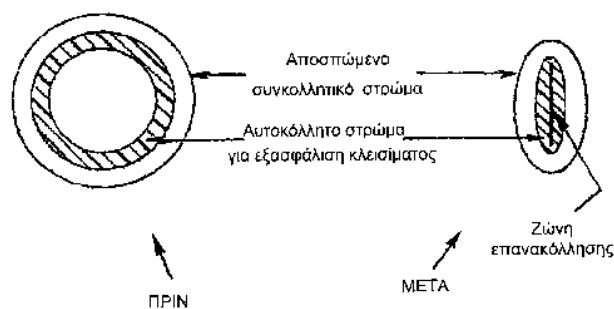 Αποσπώμενο
συγκολλητικό στρώμα
Αυτοκόλλητο στρώμα
για εξασφάλιση κλεισίματος
Ζώνη
επανακόλλησης
ΠΡΙΝ
ΜΕΤΑ